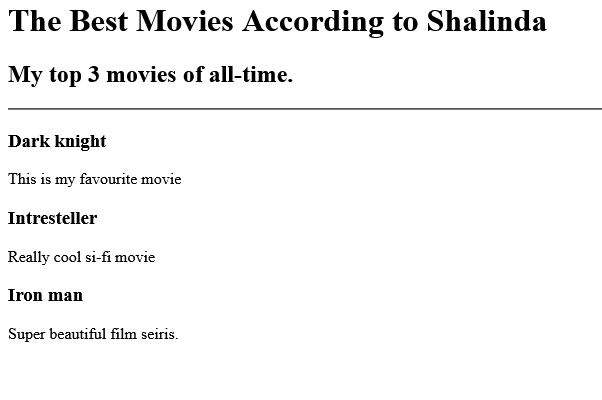 The Best Movies According to Shalinda
My top 3 movies of all-time.
Dark knight
This is my favourite movie
Intresteller
Really cool si-fi movie
Iron man
Super beautiful film seiris.